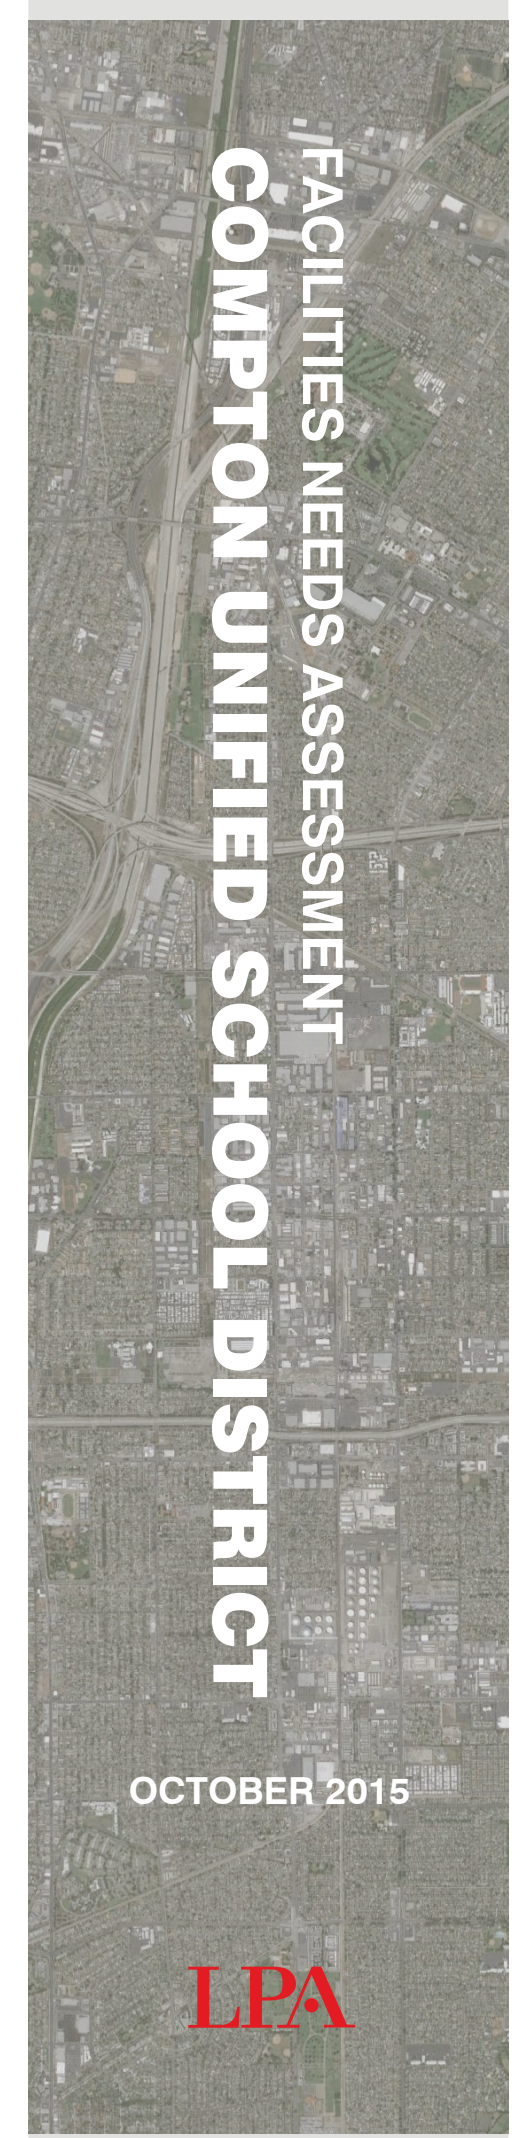 FACILITIES NEEDS ASSESSMENT
COMPTON UNIFIED SCHOOL DISTRICT
OCTOBER 2015
LPA